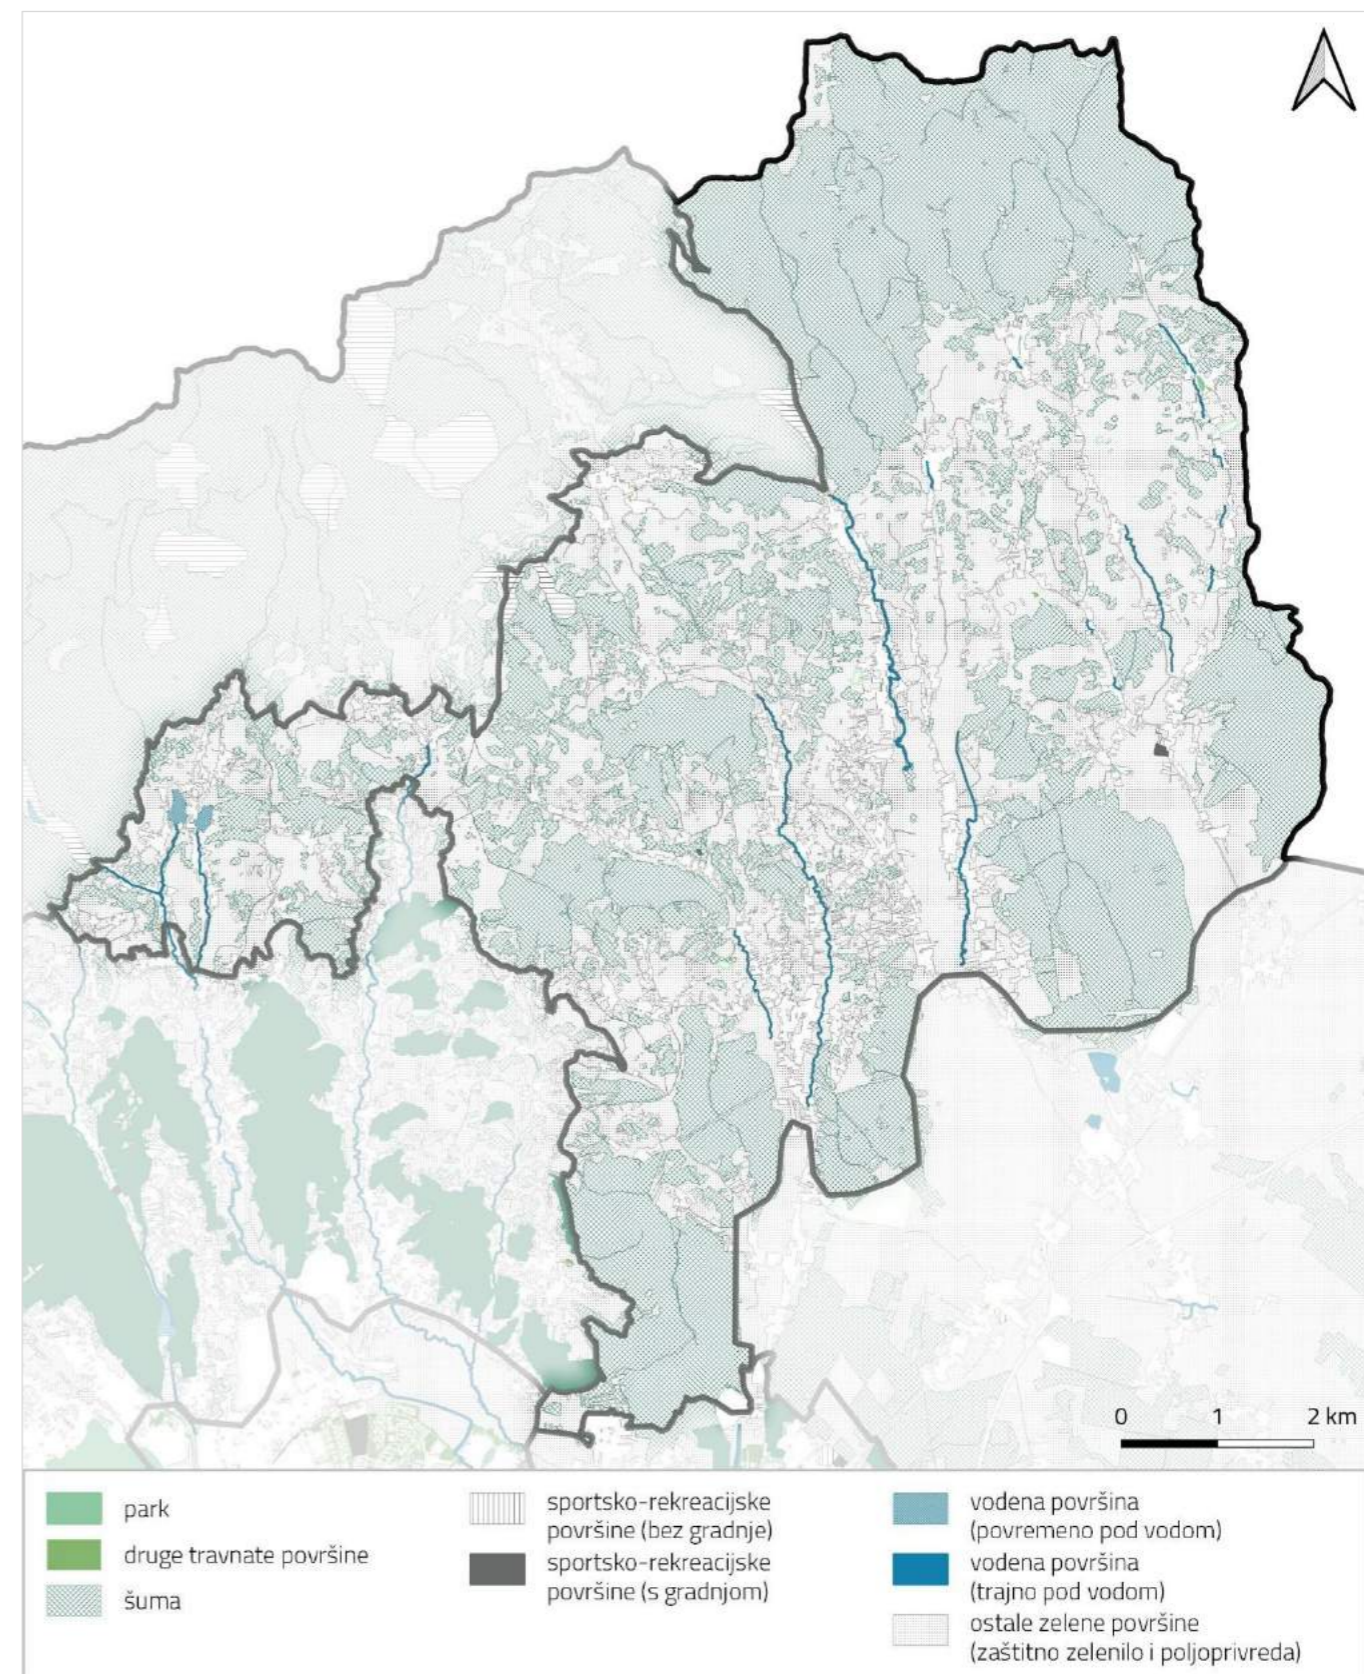 0 1 2 km
park
druge travnate površine
šuma
sportsko-rekreacijske
površine (bez gradnje)
sportsko-rekreacijske
površine (s gradnjom)
vodena površina
(povremeno pod vodom)
vodena površina
(trajno pod vodom)
ostale zelene površine
(zaštitno zelenilo i poljoprivreda)